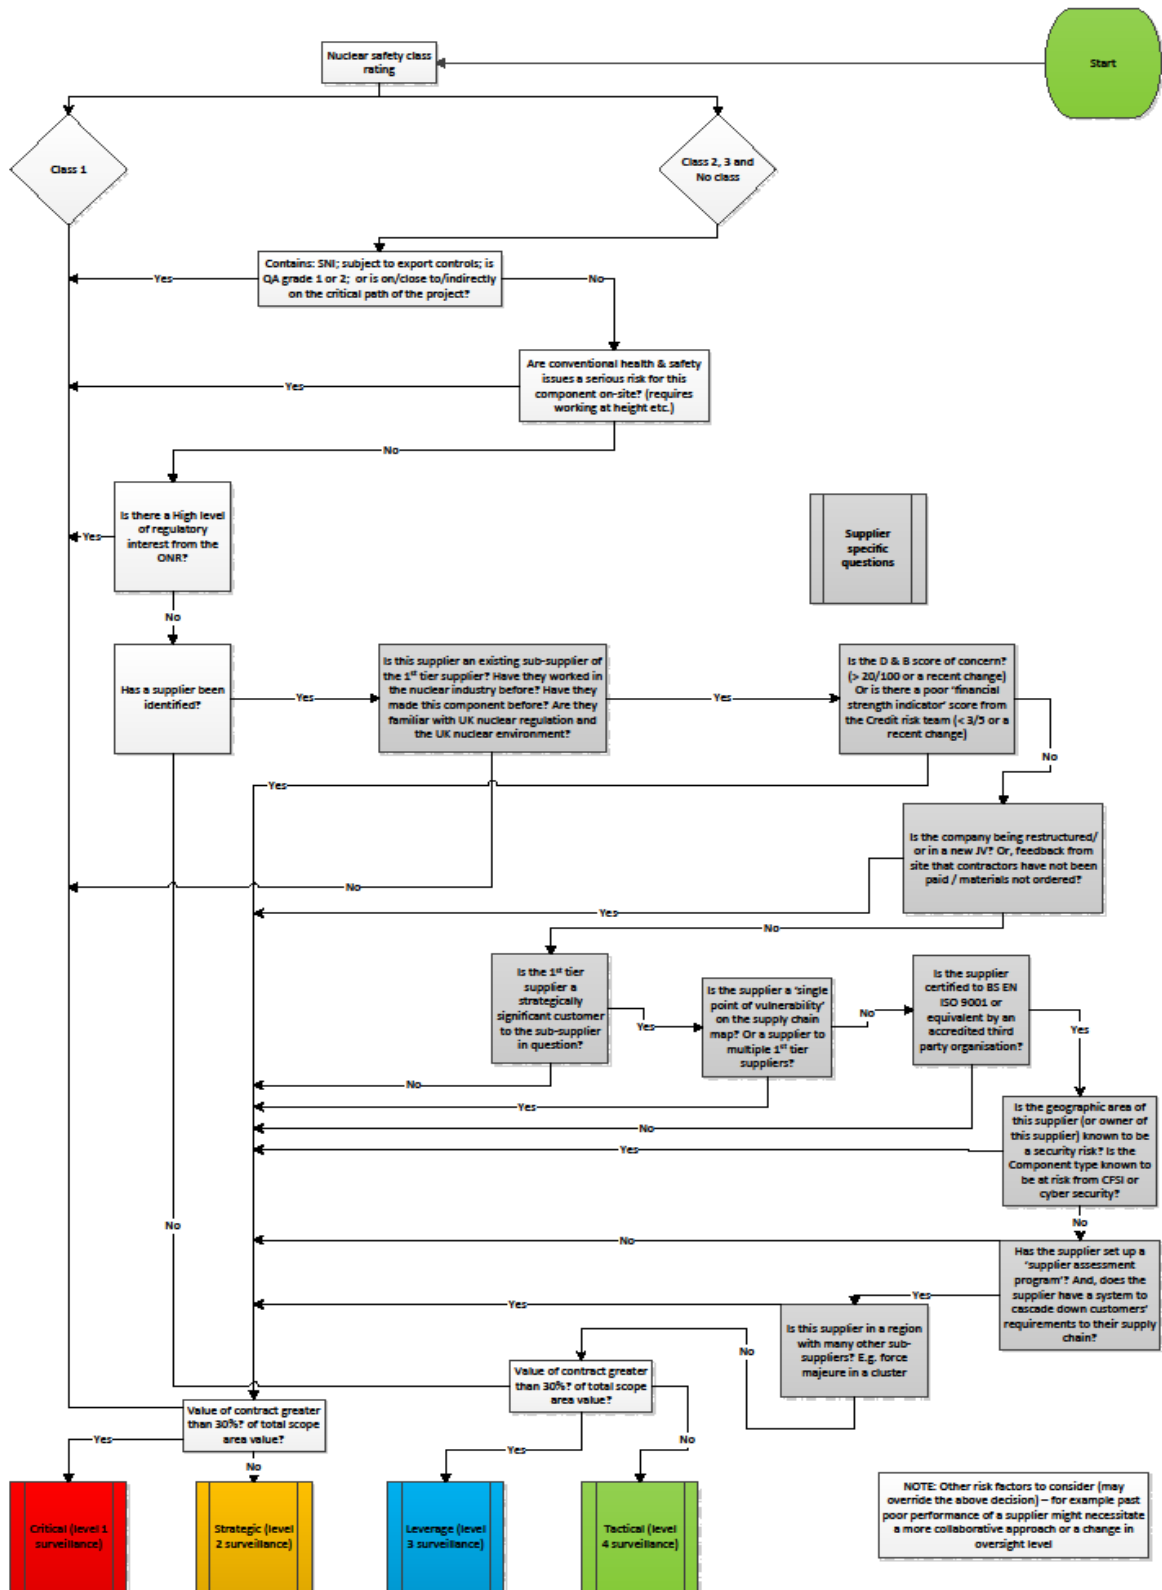 Start
Nuclear safety class
rating
Class 1
Class 2, 3 and
No class
Contains: SNI; subject to export controls; is
QA grade 1 or 2; or is on/close to/indirectly
on the critical path of the project?
Yes
No
Are conventional health & safety
issues a serious risk for this
component on-site? (requires
working at height etc.)
Yes
No
Is there a High level
of regulatory
interest from the
ONR?
Yes
No
Supplier
specific
questions
Has a supplier been
identified?
Yes
Is this supplier an existing sub-supplier of
the 1st tier supplier? Have they worked in
the nuclear industry before? Have they
made this component before? Are they
familiar with UK nuclear regulation and
the UK nuclear environment?
Yes
Is the D & B score of concern?
(> 20/100 or a recent change)
Or is there a poor 'financial
strength indicator' score from
the Credit risk team (< 3/5 or a
recent change)
No
Yes
Is the company being restructured/
or in a new JV? Or, feedback from
site that contractors have not been
paid / materials not ordered?
No
Yes
No
Is the 1st tier
supplier a
strategically
significant customer
to the sub-supplier
in question?
Yes
Is the supplier a 'single
point of vulnerability'
on the supply chain
map? Or a supplier to
multiple 1st tier
suppliers?
No
Is the supplier
certified to BS EN
ISO 9001 or
equivalent by an
accredited third
party organisation?
Yes
No
Yes
No
Yes
Is the geographic area of
this supplier (or owner of
this supplier) known to be
a security risk? Is the
Component type known to
be at risk from CFSI or
cyber security?
No
No
No
Has the supplier set up a
'supplier assessment
program'? And, does the
supplier have a system to
cascade down customers'
requirements to their supply
chain?
Yes
Yes
Is this supplier in a region
with many other sub-
suppliers? E.g. force
majeure in a cluster
No
Value of contract greater
than 30%? of total scope
area value?
Value of contract greater
than 30%? of total scope
area value?
Yes
No
Yes
No
Critical (level 1
surveillance)
Strategic (level
2 surveillance)
Leverage (level
3 surveillance)
Tactical (level
4 surveillance)
NOTE: Other risk factors to consider (may
override the above decision) – for example past
poor performance of a supplier might necessitate
a more collaborative approach or a change in
oversight level